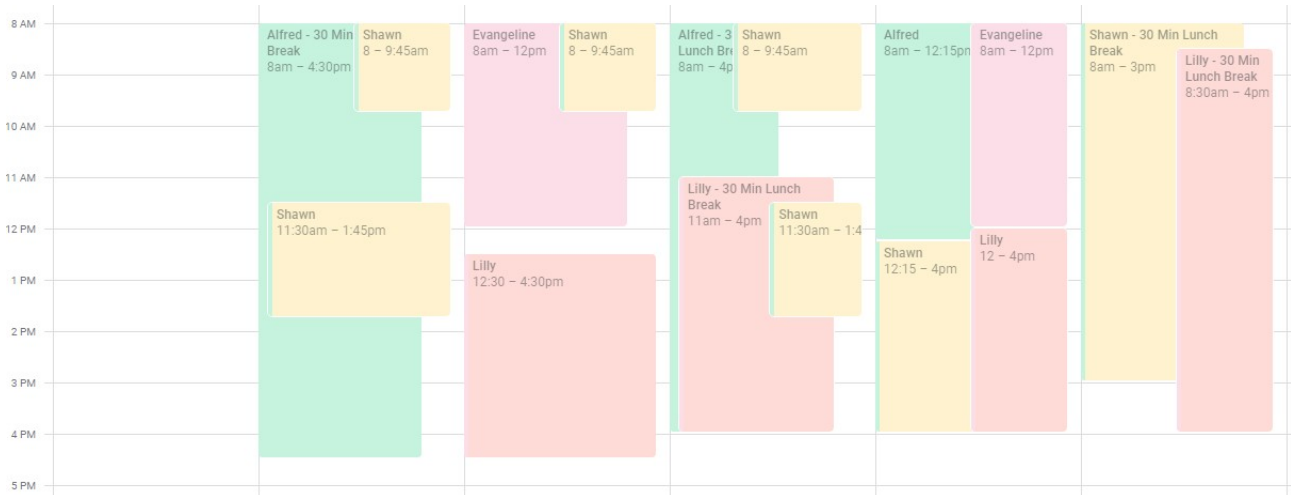 8 AM
9 AM
10 AM
11 AM
12 PM
1 PM
2 PM
3 PM
4 PM
5 PM
Alfred - 30 Min
Break
8am – 4:30pm
Shawn
8 – 9:45am
Shawn
11:30am – 1:45pm
Evangeline
8am – 12pm
Shawn
8 – 9:45am
Lilly
12:30 – 4:30pm
Alfred - 3
Lunch Bre
8am – 4p
Shawn
8 – 9:45am
Lilly - 30 Min Lunch
Break
11am – 4pm
Shawn
11:30am – 1:4
Alfred
8am – 12:15pm
Evangeline
8am – 12pm
Shawn
12:15 – 4pm
Lilly
12 – 4pm
Shawn - 30 Min Lunch
Break
8am – 3pm
Lilly - 30 Min
Lunch Break
8:30am – 4pm